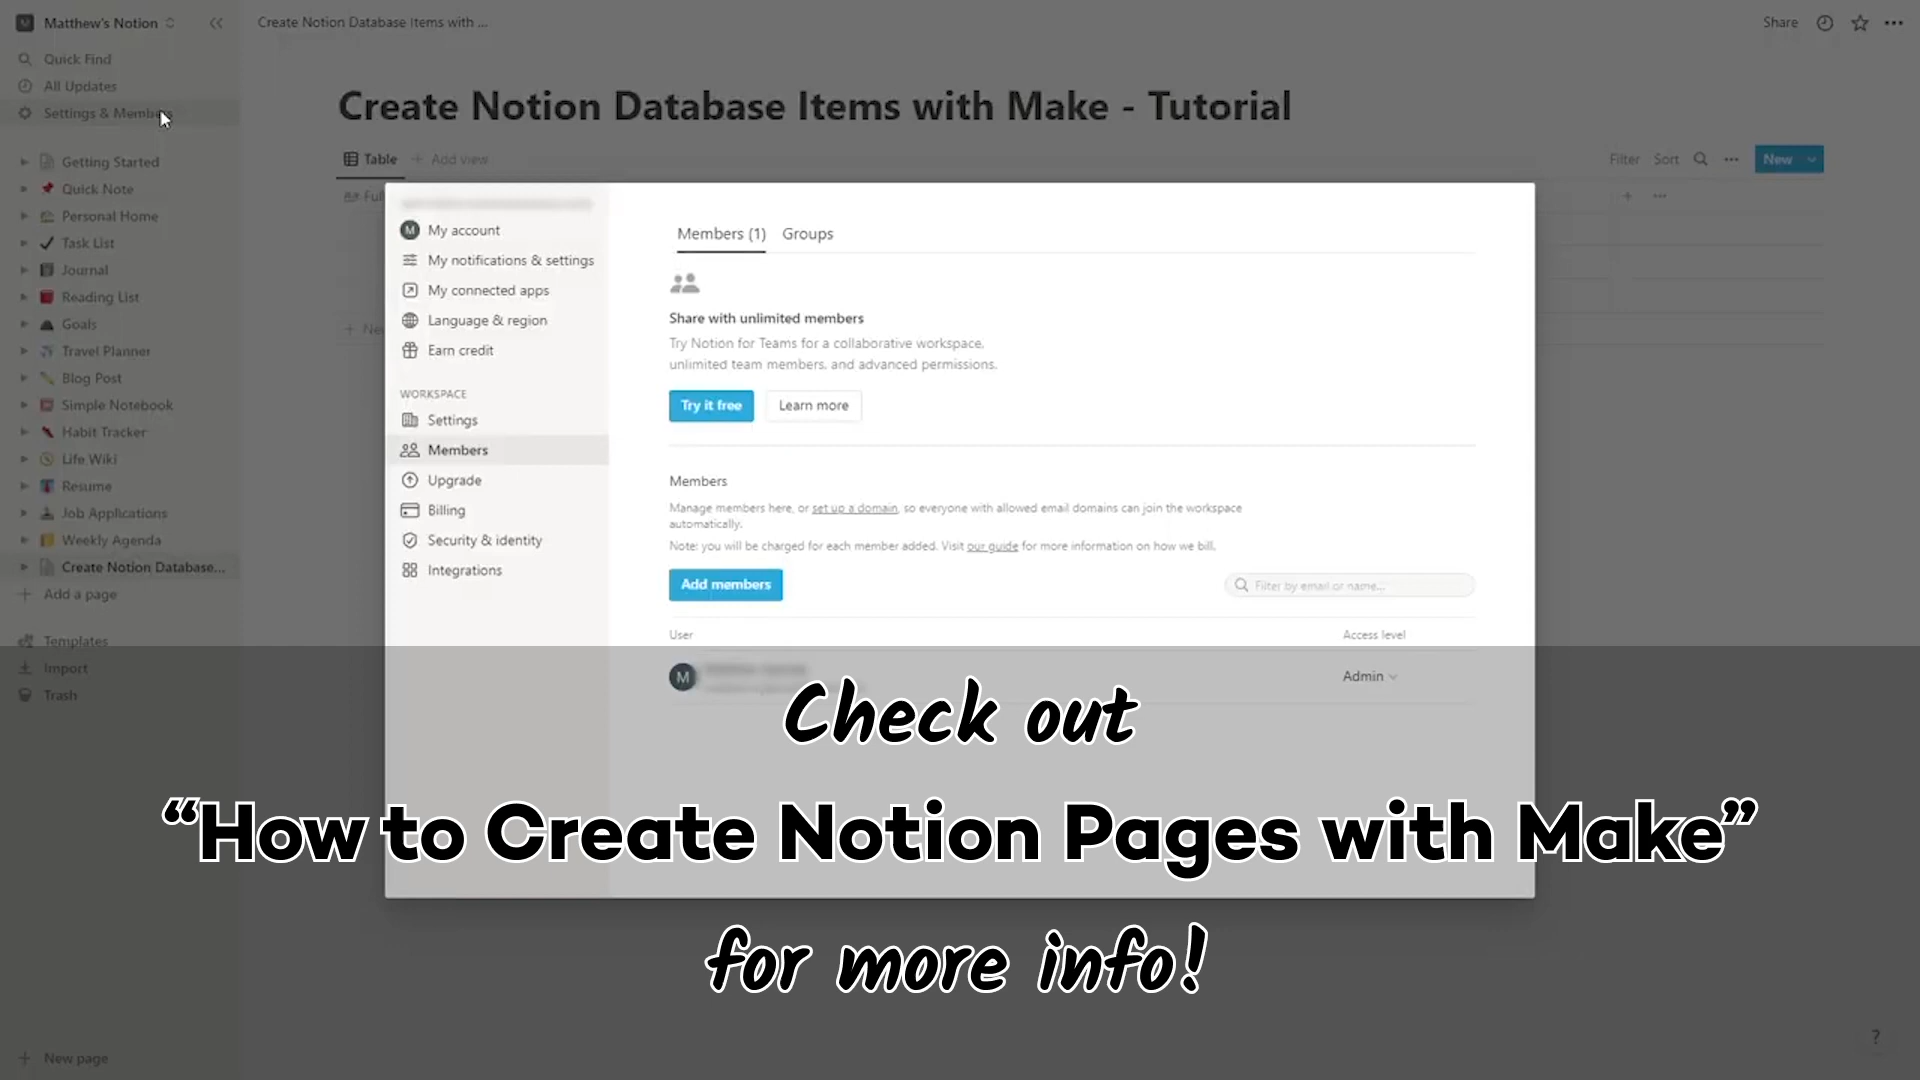 M Matthew's Notion
Create Notion Database Items with ...
Share
Quick Find
All Updates
Settings & Members
Getting Started
Quick Note
Personal Home
Task List
Journal
Reading List
Goals
Travel Planner
Blog Post
Simple Notebook
Habit Tracker
Life Wiki
Resume
Job Applications
Weekly Agenda
Create Notion Database...
Add a page
Templates
Import
Trash
New page
Create Notion Database Items with Make - Tutorial
Table
Add view
Filter Sort
New
M My account
My notifications & settings
My connected apps
Language & region
Earn credit
WORKSPACE
Settings
Members
Upgrade
Billing
Security & identity
Integrations
Members (1) Groups
Share with unlimited members
Try Notion for Teams for a collaborative workspace,
unlimited team members, and advanced permissions.
Try it free Learn more
Members
Manage members here, or set up a domain, so everyone with allowed email domains can join the workspace
automatically.
Note: you will be charged for each member added. Visit our guide for more information on how we bill.
Add members
Filter by email or name...
User Access level
M
Admin
Check out
“How to Create Notion Pages with Make”
for more info!
?